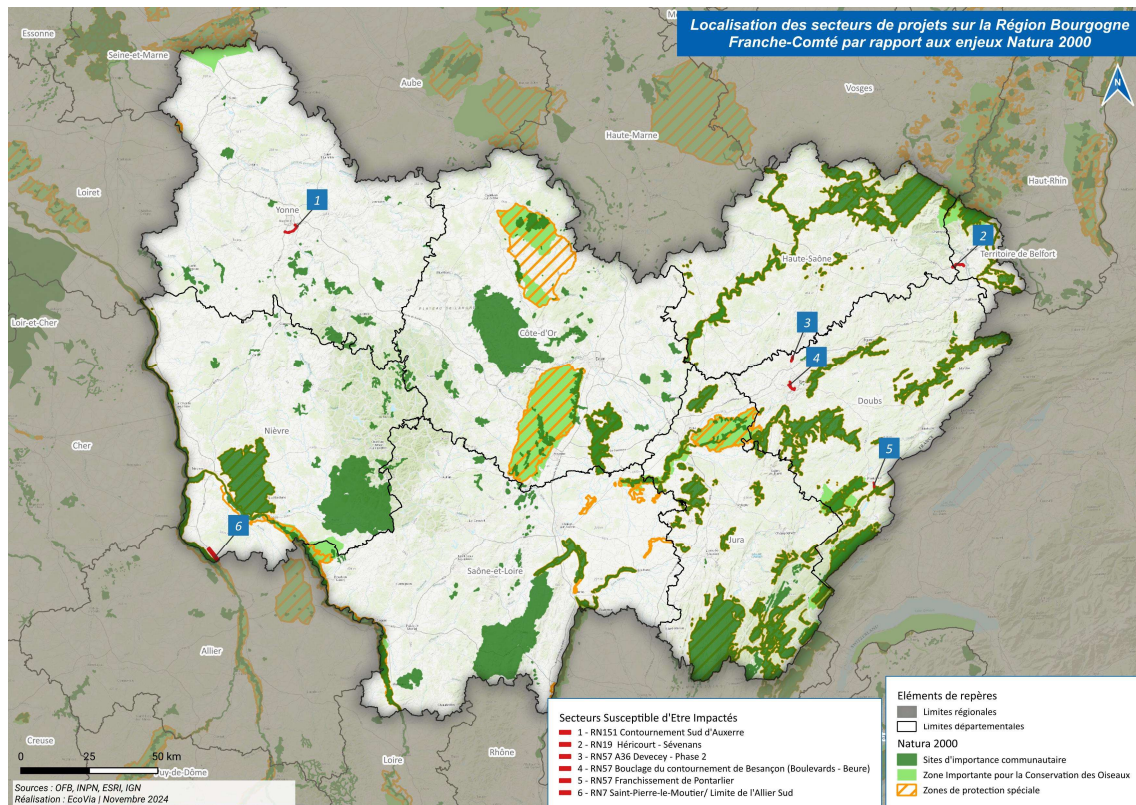 Localisation des secteurs de projets sur la Région Bourgogne
Franche-Comté par rapport aux enjeux Natura 2000
Essonne
Seine-et-Marne
Aube
Vosges
Haute-Marne
Haut-Rhin
Loiret
Yonne
1
2
Territoire de Belfort
Haute-Saône
Loir-et-Cher
Côte-d'Or
3
4
Doubs
Nièvre
Cher
5
6
Jura
Saône-et-Loire
Allier
Creuse
Puy-de-Dôme
Loire
Rhône
Secteurs Susceptible d'Etre Impactés
1 - RN151 Contournement Sud d'Auxerre
2 - RN19 Héricourt - Sévenans
3 - RN57 A36 Devecey - Phase 2
4 - RN57 Bouclage du contournement de Besançon (Boulevards - Beure)
5 - RN57 Franchissement de Pontarlier
6 - RN7 Saint-Pierre-le-Moutier/ Limite de l'Allier Sud
Eléments de repères
Limites régionales
Limites départementales
Natura 2000
Sites d'importance communautaire
Zone Importante pour la Conservation des Oiseaux
Zones de protection spéciale
0 25 50 km
Sources : OFB, INPN, ESRI, IGN
Réalisation : EcoVia | Novembre 2024